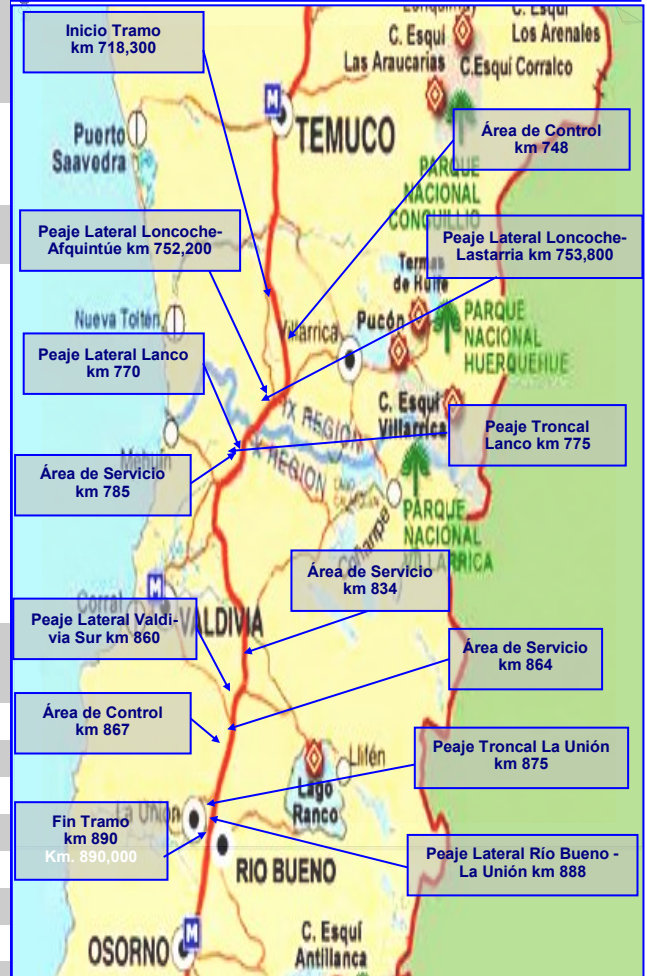 C. Esquí
Los Arenales
Inicio Tramo
km 718,300
C. Esqui
Las Araucarias
C.Esquí Corralco
M
TEMUCO
Puerto
Saavedra
Área de Control
km 748
PARQUE
NACIONAL
CONGUILLIO
Peaje Lateral Loncoche-
Afquintúe km 752,200
Peaje Lateral Loncoche-
Lastarria km 753,800
Termas
de Huife
Nueva Toltén
Villarrica
Pucón
PARQUE
NACIONAL
HUERQUEHUE
Peaje Lateral Lanco
km 770
C. Esquí
Villarrica
IX REGION
X REGION
Peaje Troncal
Lanco km 775
Mehuín
Área de Servicio
km 785
PARQUE
NACIONAL
VILLARRICA
Coñaripe
Área de Servicio
km 834
M
Corral
VALDIVIA
Peaje Lateral Valdi-
via Sur km 860
Área de Servicio
km 864
Área de Control
km 867
Llifén
Lago
Ranco
Peaje Troncal La Unión
km 875
La Unión
Fin Tramo
km 890
Km. 890,000
RIO BUENO
Peaje Lateral Río Bueno -
La Unión km 888
M
OSORNO
C. Esquí
Antillanca